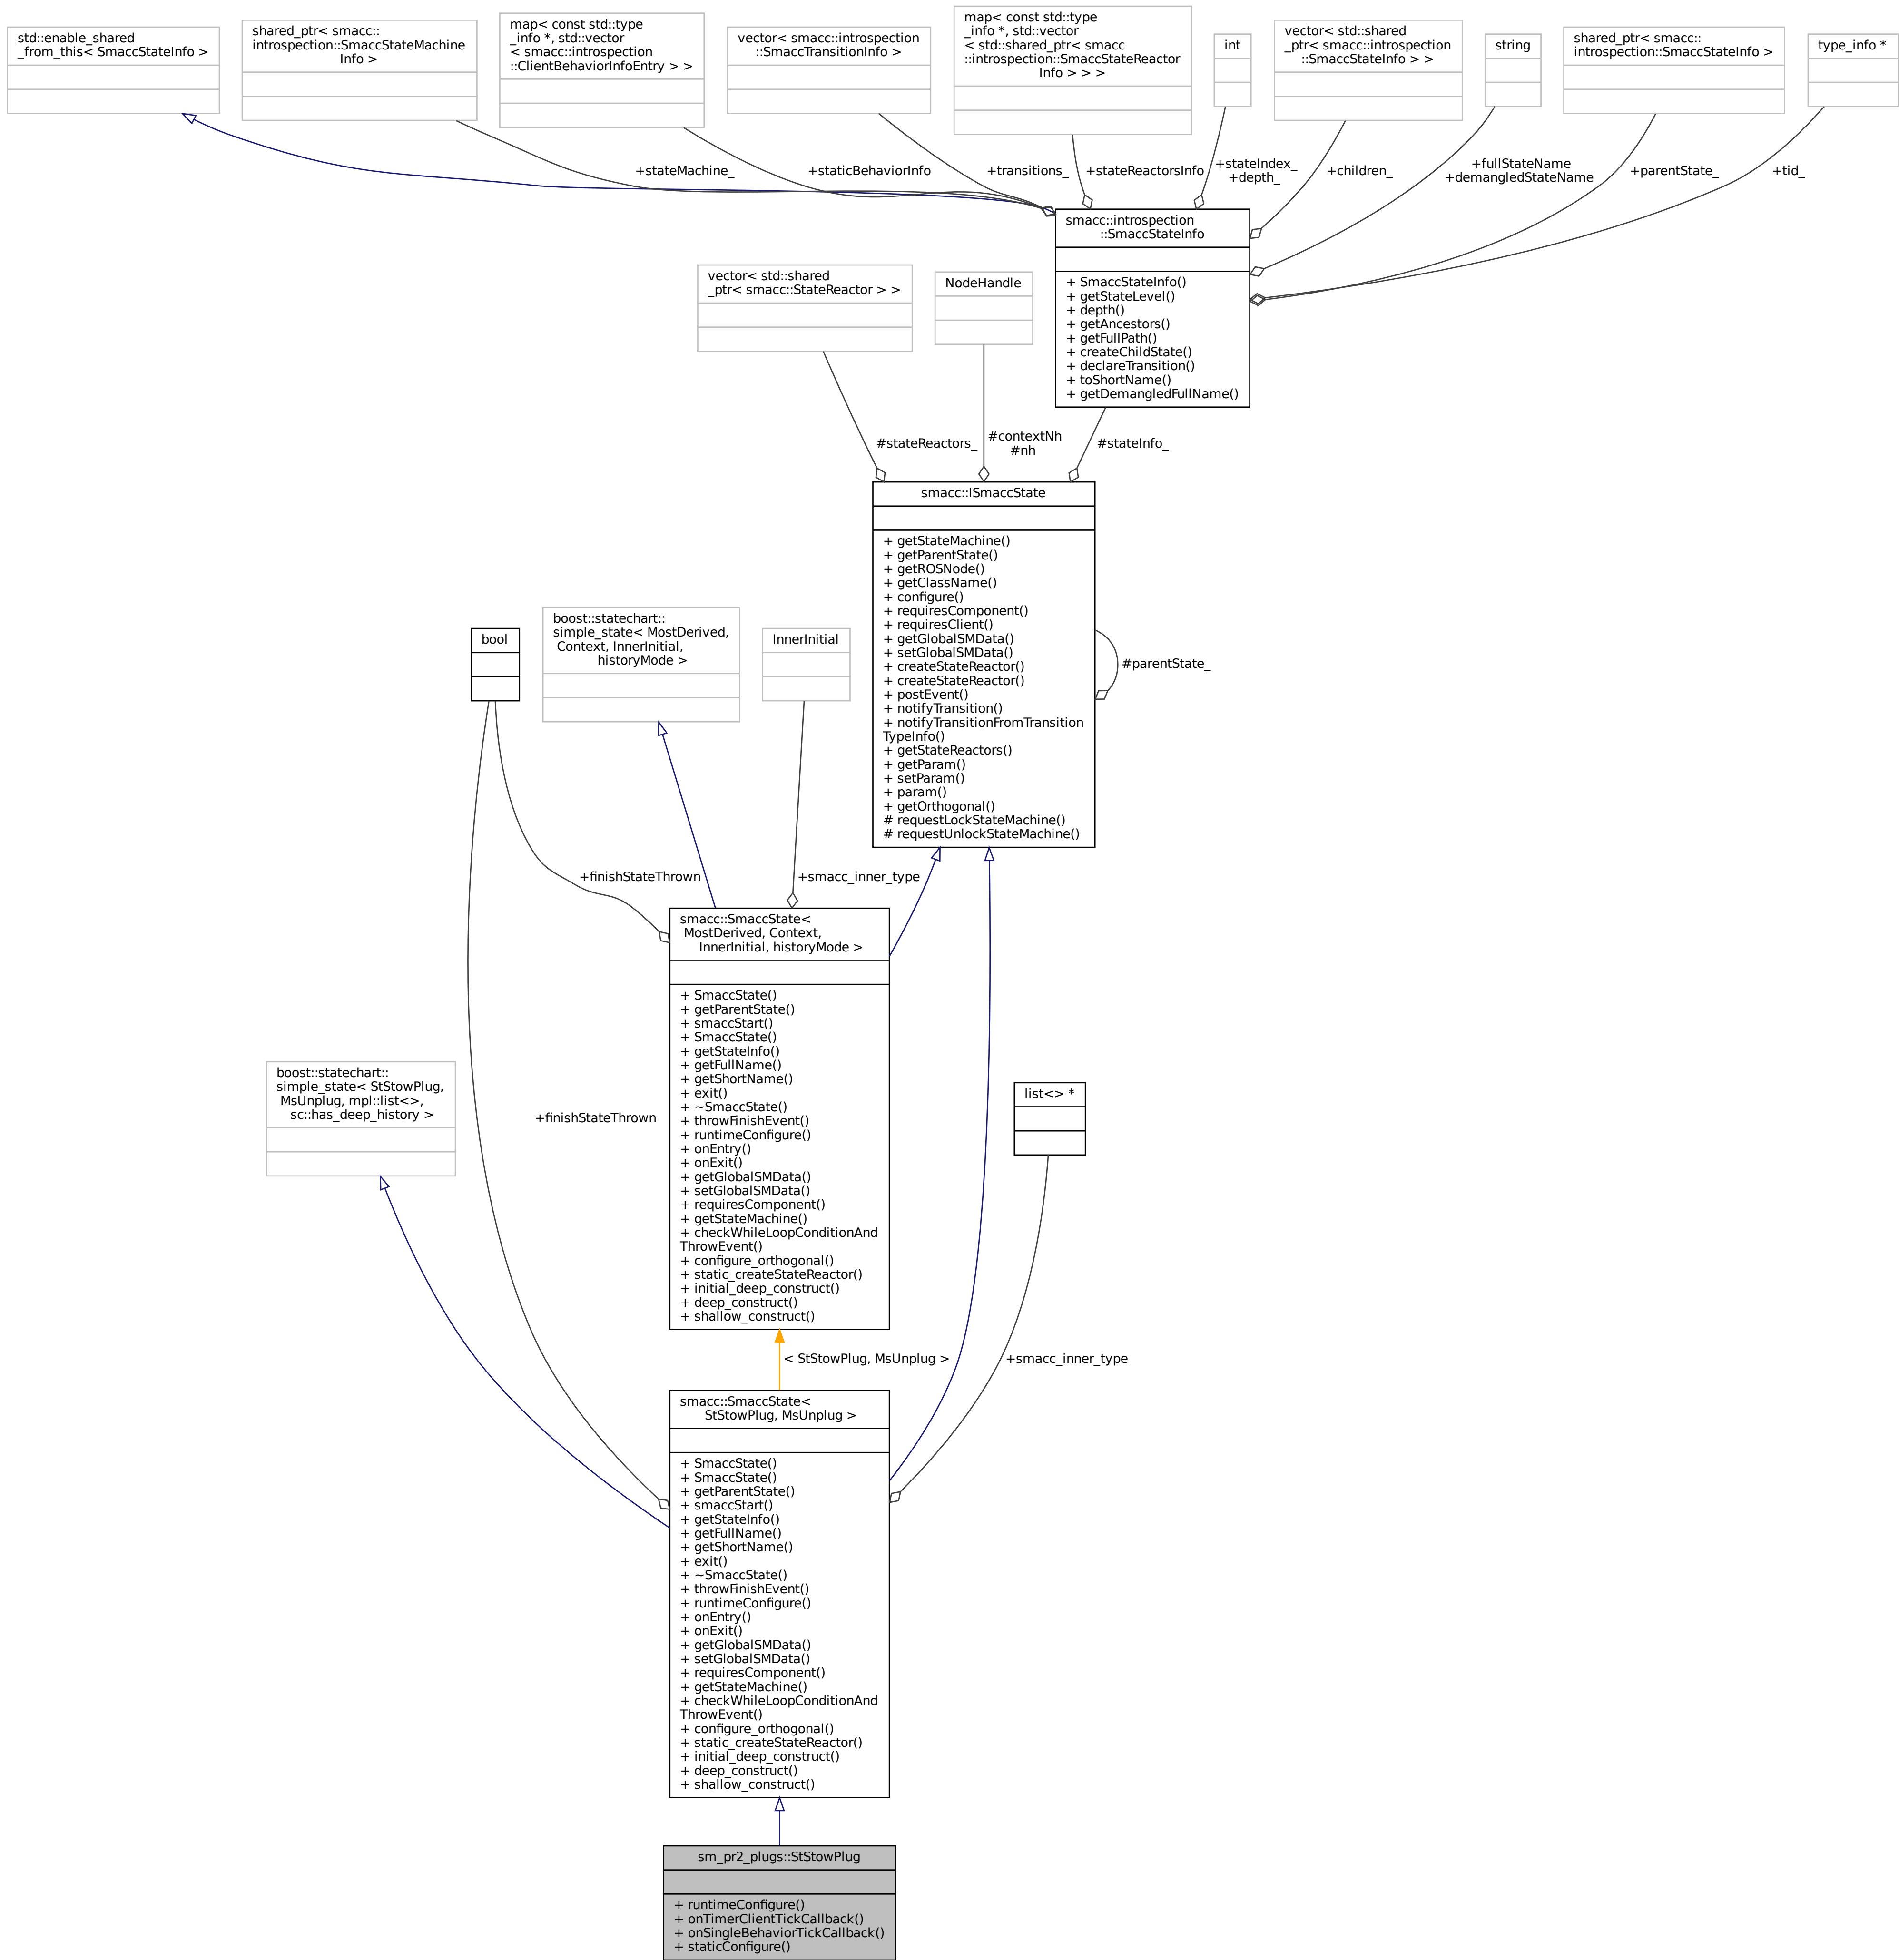 std::enable_shared
_from_this< SmaccStateInfo >
shared_ptr< smacc::
introspection::SmaccStateMachine
Info >
map< const std::type
_info *, std::vector
< smacc::introspection
::ClientBehaviorInfoEntry > >
vector< smacc::introspection
::SmaccTransitionInfo >
map< const std::type
_info *, std::vector
< std::shared_ptr< smacc
::introspection::SmaccStateReactor
Info > > >
int
vector< std::shared
_ptr< smacc::introspection
::SmaccStateInfo > >
string
shared_ptr< smacc::
introspection::SmaccStateInfo >
type_info *
+stateMachine_
+staticBehaviorInfo
+transitions_
+stateReactorsInfo
+stateIndex_
+depth_
+children_
+fullStateName
+demangledStateName
+parentState_
+tid_
smacc::introspection
::SmaccStateInfo
+ SmaccStateInfo()
+ getStateLevel()
+ depth()
+ getAncestors()
+ getFullPath()
+ createChildState()
+ declareTransition()
+ toShortName()
+ getDemangledFullName()
vector< std::shared
_ptr< smacc::StateReactor > >
NodeHandle
#stateReactors_
#contextNh
#nh
#stateInfo_
smacc::ISmaccState
+ getStateMachine()
+ getParentState()
+ getROSNode()
+ getClassName()
+ configure()
+ requiresComponent()
+ requiresClient()
+ getGlobalSMData()
+ setGlobalSMData()
+ createStateReactor()
+ createStateReactor()
+ postEvent()
+ notifyTransition()
+ notifyTransitionFromTransition
TypeInfo()
+ getStateReactors()
+ getParam()
+ setParam()
+ param()
+ getOrthogonal()
# requestLockStateMachine()
# requestUnlockStateMachine()
#parentState_
bool
boost::statechart::
simple_state< MostDerived,
Context, InnerInitial,
historyMode >
InnerInitial
+finishStateThrown
+smacc_inner_type
smacc::SmaccState<
MostDerived, Context,
InnerInitial, historyMode >
+ SmaccState()
+ getParentState()
+ smaccStart()
+ SmaccState()
+ getStateInfo()
+ getFullName()
+ getShortName()
+ exit()
+ ~SmaccState()
+ throwFinishEvent()
+ runtimeConfigure()
+ onEntry()
+ onExit()
+ getGlobalSMData()
+ setGlobalSMData()
+ requiresComponent()
+ getStateMachine()
+ checkWhileLoopConditionAnd
ThrowEvent()
+ configure_orthogonal()
+ static_createStateReactor()
+ initial_deep_construct()
+ deep_construct()
+ shallow_construct()
boost::statechart::
simple_state< StStowPlug,
MsUnplug, mpl::list<>,
sc::has_deep_history >
+finishStateThrown
list<> *
< StStowPlug, MsUnplug >
+smacc_inner_type
smacc::SmaccState<
StStowPlug, MsUnplug >
+ SmaccState()
+ SmaccState()
+ getParentState()
+ smaccStart()
+ getStateInfo()
+ getFullName()
+ getShortName()
+ exit()
+ ~SmaccState()
+ throwFinishEvent()
+ runtimeConfigure()
+ onEntry()
+ onExit()
+ getGlobalSMData()
+ setGlobalSMData()
+ requiresComponent()
+ getStateMachine()
+ checkWhileLoopConditionAnd
ThrowEvent()
+ configure_orthogonal()
+ static_createStateReactor()
+ initial_deep_construct()
+ deep_construct()
+ shallow_construct()
sm_pr2_plugs::StStowPlug
+ runtimeConfigure()
+ onTimerClientTickCallback()
+ onSingleBehaviorTickCallback()
+ staticConfigure()